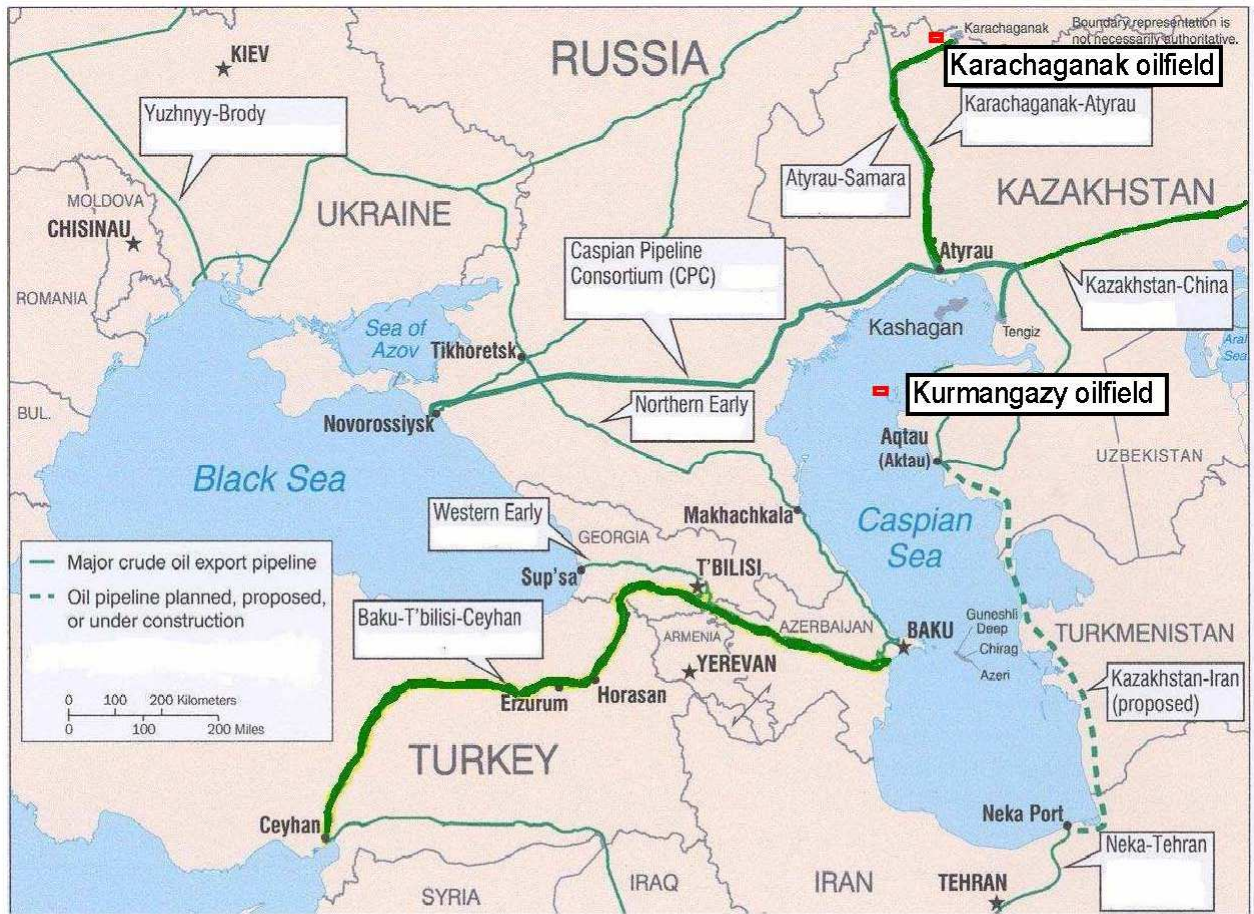 Karachaganak
Boundary representation is
not necessarily authoritative.
KIEV
RUSSIA
Karachaganak oilfield
Yuzhnyy-Brody
Karachaganak-Atyrau
Atyrau-Samara
MOLDOVA
CHISINAU
UKRAINE
KAZAKHSTAN
Caspian Pipeline
Consortium (CPC)
Atyrau
ROMANIA
Kazakhstan-China
Sea of
Azov
Kashagan
Tengiz
Aral
Sea
Tikhoretsk
Kurmangazy oilfield
BUL.
Northern Early
Novorossiysk
Aqtau
(Aktau)
UZBEKISTAN
Black Sea
Western Early
Makhachkala
Caspian
Sea
GEORGIA
Major crude oil export pipeline
Sup'sa
T'BILISI
Oil pipeline planned, proposed,
or under construction
Baku-T'bilisi-Ceyhan
Guneshli
Deep
ARMENIA
AZERBAIJAN
BAKU
TURKMENISTAN
Chirag
YEREVAN
Azeri
Kazakhstan-Iran
(proposed)
0 100 200 Kilometers
0 100 200 Miles
Erzurum
Horasan
TURKEY
Ceyhan
Neka Port
Neka-Tehran
SYRIA
IRAQ
IRAN
TEHRAN